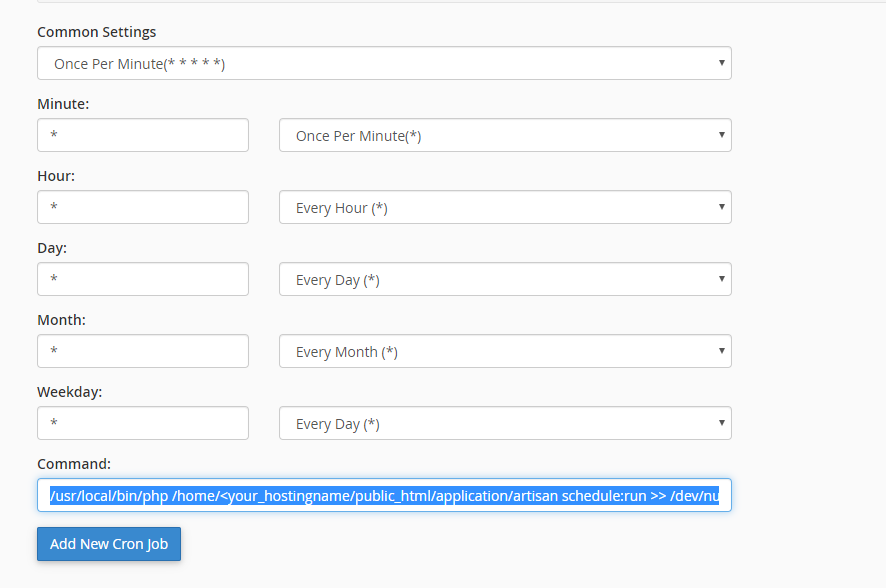 Common Settings
Once Per Minute(* * * * *)
Minute:
* Once Per Minute(*)
Hour:
* Every Hour (*)
Day:
* Every Day (*)
Month:
* Every Month (*)
Weekday:
* Every Day (*)
Command:
/usr/local/bin/php /home/<your_hostingname/public_html/application/artisan schedule:run >> /dev/nu
Add New Cron Job